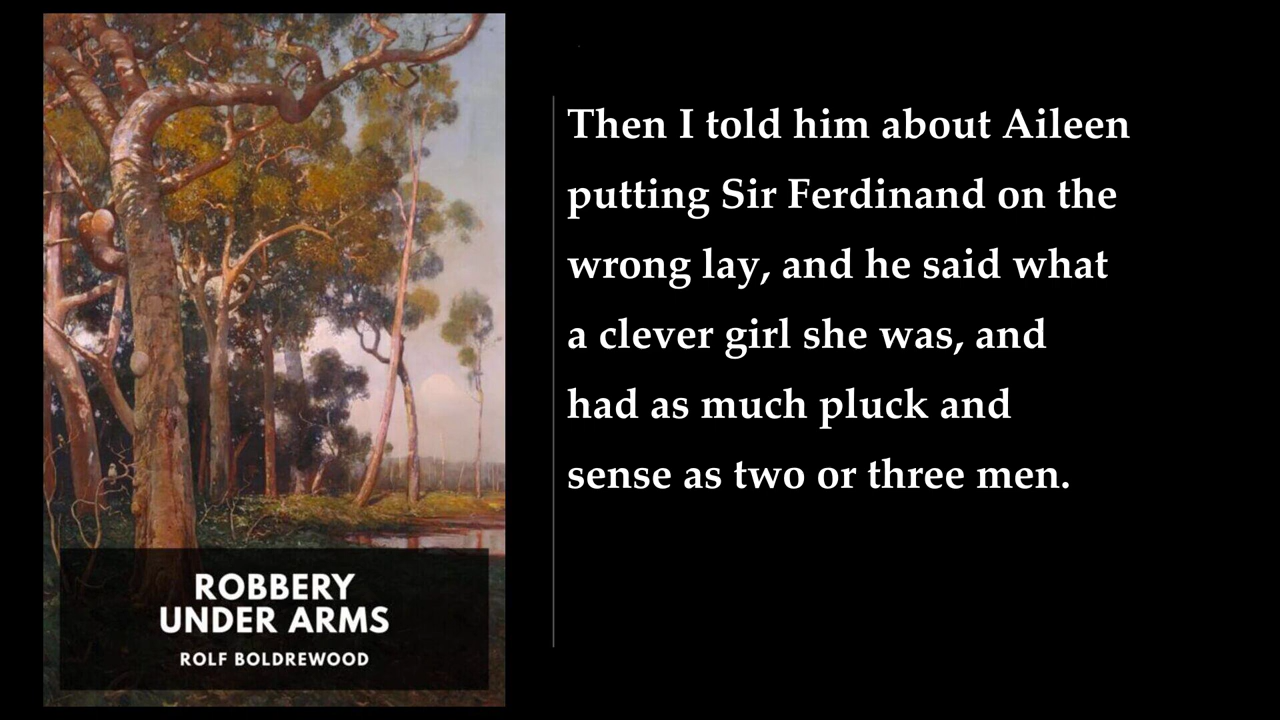 Then I told him about Aileen
putting Sir Ferdinand on the
wrong lay, and he said what
a clever girl she was, and
had as much pluck and
sense as two or three men.
ROBBERY
UNDER ARMS
ROLF BOLDREWOOD